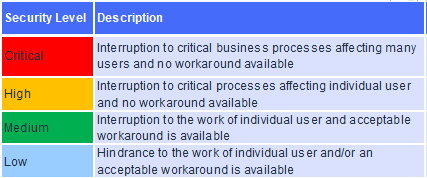 Security Level Description
Critical
Interruption to critical business processes affecting many
users and no workaround available
High
Interruption to critical processes affecting individual user
and no workaround available
Medium
Interruption to the work of individual user and acceptable
workaround is available
Low
Hindrance to the work of individual user and/or an
acceptable workaround is available